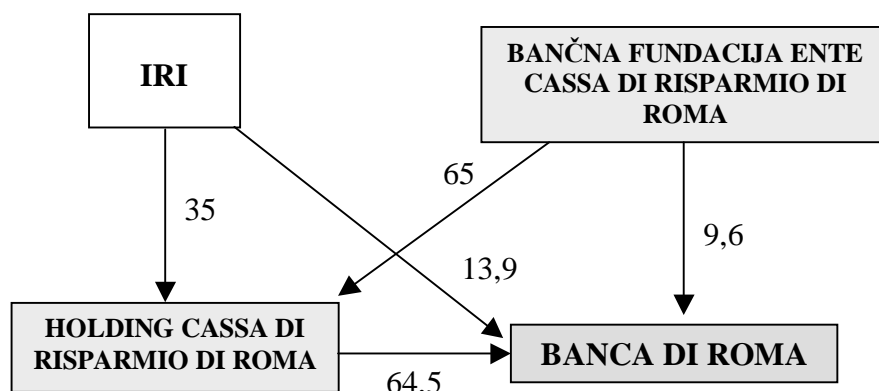 IRI
BANČNA FUNDACIJA ENTE
CASSA DI RISPARMIO DI
ROMA
35
65
13,9
9,6
HOLDING CASSA DI
RISPARMIO DI ROMA
64,5
BANCA DI ROMA